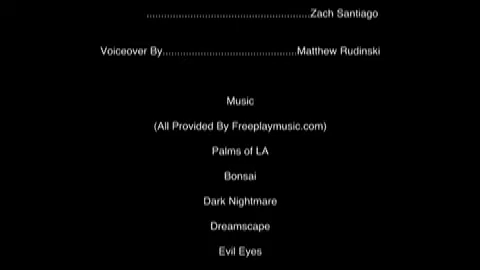 ..................................................Zach Santiago
Voiceover By.............................................Matthew Rudinski
Music
(All Provided By Freeplaymusic.com)
Palms of LA
Bonsai
Dark Nightmare
Dreamscape
Evil Eyes